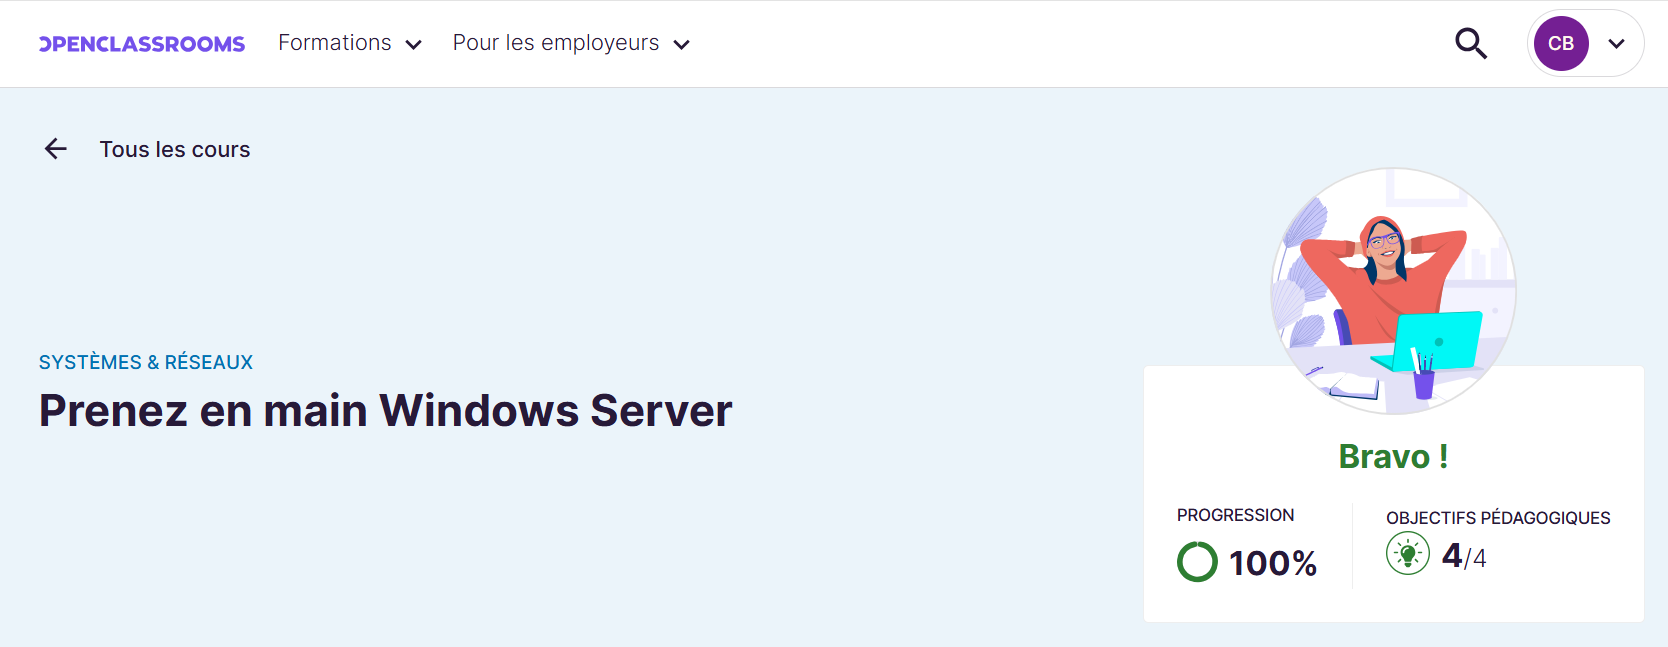 OPENCLASSROOMS Formations Pour les employeurs CB
Tous les cours
SYSTÈMES & RÉSEAUX
Prenez en main Windows Server
Bravo !
PROGRESSION
100%
OBJECTIFS PÉDAGOGIQUES
4/4